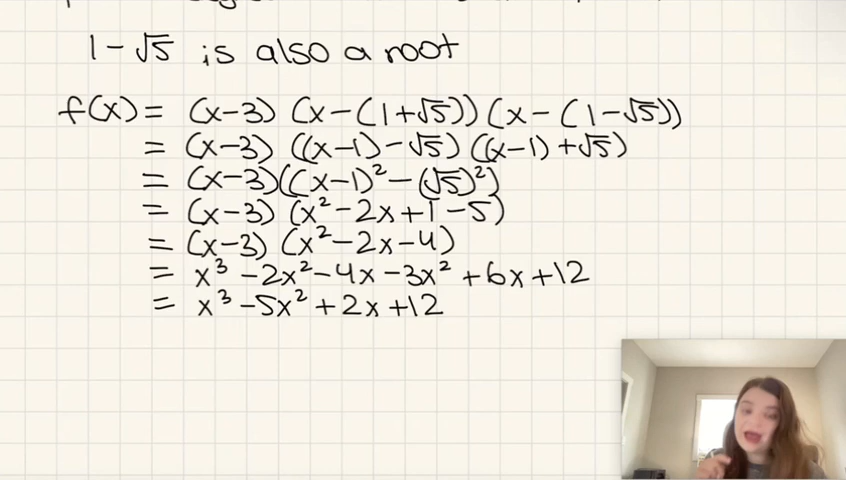 1-√5 is also a root
f(x) = (x-3) (x-(1+√5)) (x-(1-√5))
= (x-3) ((x-1)-√5) ((x-1)+√5)
= (x-3)((x-1)²-(√5)²)
= (x-3) (x²-2x+1-5)
= (x-3) (x²-2x-4)
= x³-2x²-4x-3x²+6x+12
= x³-5x²+2x+12